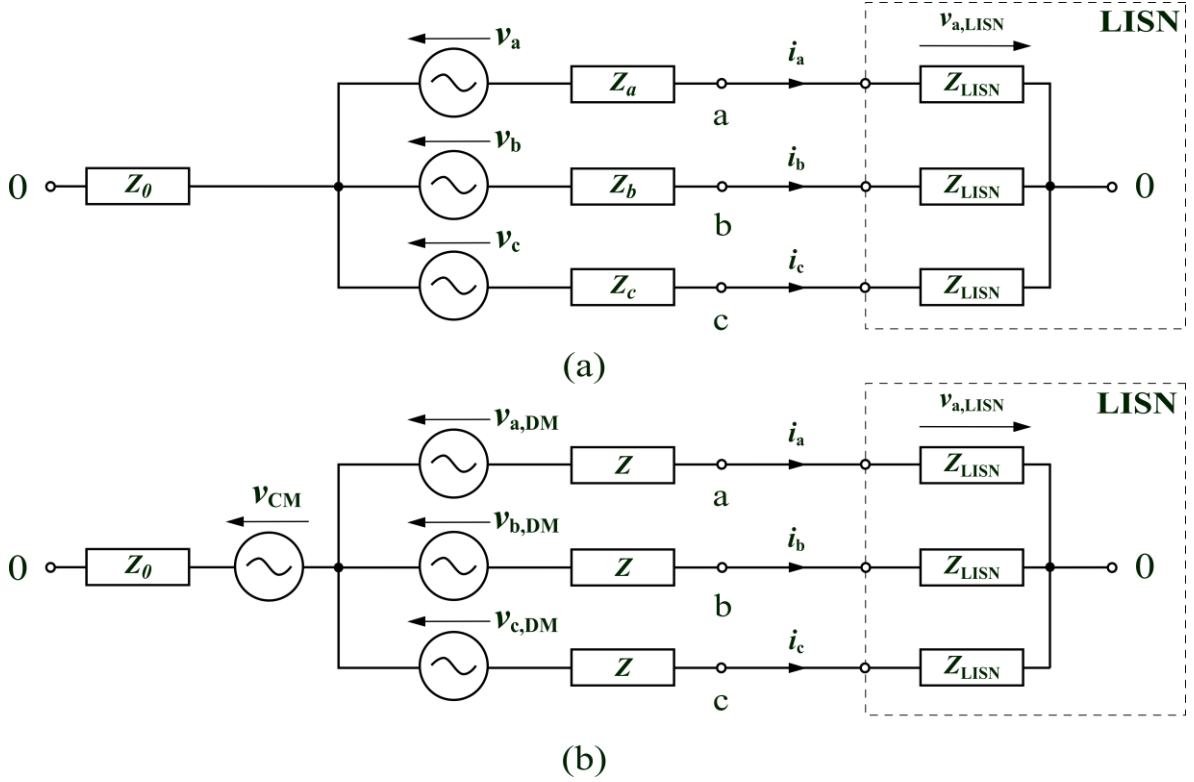 v_a
v_a,LISN
LISN
i_a
Z_a
Z_LISN
a
v_b
i_b
0
Z_0
Z_b
Z_LISN
0
b
v_c
i_c
Z_c
Z_LISN
c
(a)
v_a,DM
v_a,LISN
LISN
i_a
Z
Z_LISN
a
v_CM
v_b,DM
i_b
0
Z_0
Z
Z_LISN
0
b
v_c,DM
i_c
Z
Z_LISN
c
(b)